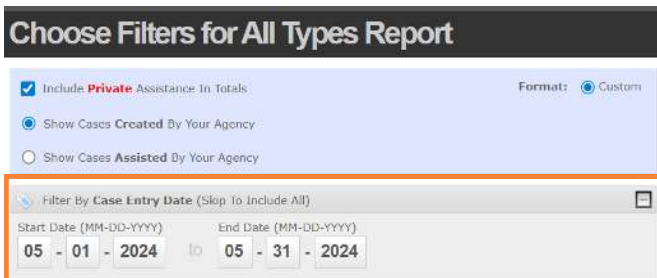 Choose Filters for All Types Report
Include Private Assistance In Totals
Format: Custom
Show Cases Created By Your Agency
Show Cases Assisted By Your Agency
Filter By Case Entry Date (Skip To Include All)
Start Date (MM-DD-YYYY) End Date (MM-DD-YYYY)
05 - 01 - 2024 to 05 - 31 - 2024